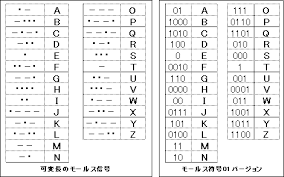 ・− A
−・・・ B
−・−・ C
−・・ D
・ E
・・−・ F
−−・ G
・・・・ H
・・ I
・−−− J
−・− K
・−・・ L
−− M
−・ N
−−− O
・−−・ P
−−・− Q
・−・ R
・・・ S
− T
・・− U
・・・− V
・−− W
−・・− X
−・−− Y
−−・・ Z
可変長のモールス信号
01 A
1000 B
1010 C
100 D
0 E
0010 F
110 G
0000 H
00 I
0111 J
101 K
0100 L
11 M
10 N
111 O
0110 P
1101 Q
010 R
000 S
1 T
001 U
0001 V
011 W
1001 X
1011 Y
1100 Z
モールス符号01バージョン